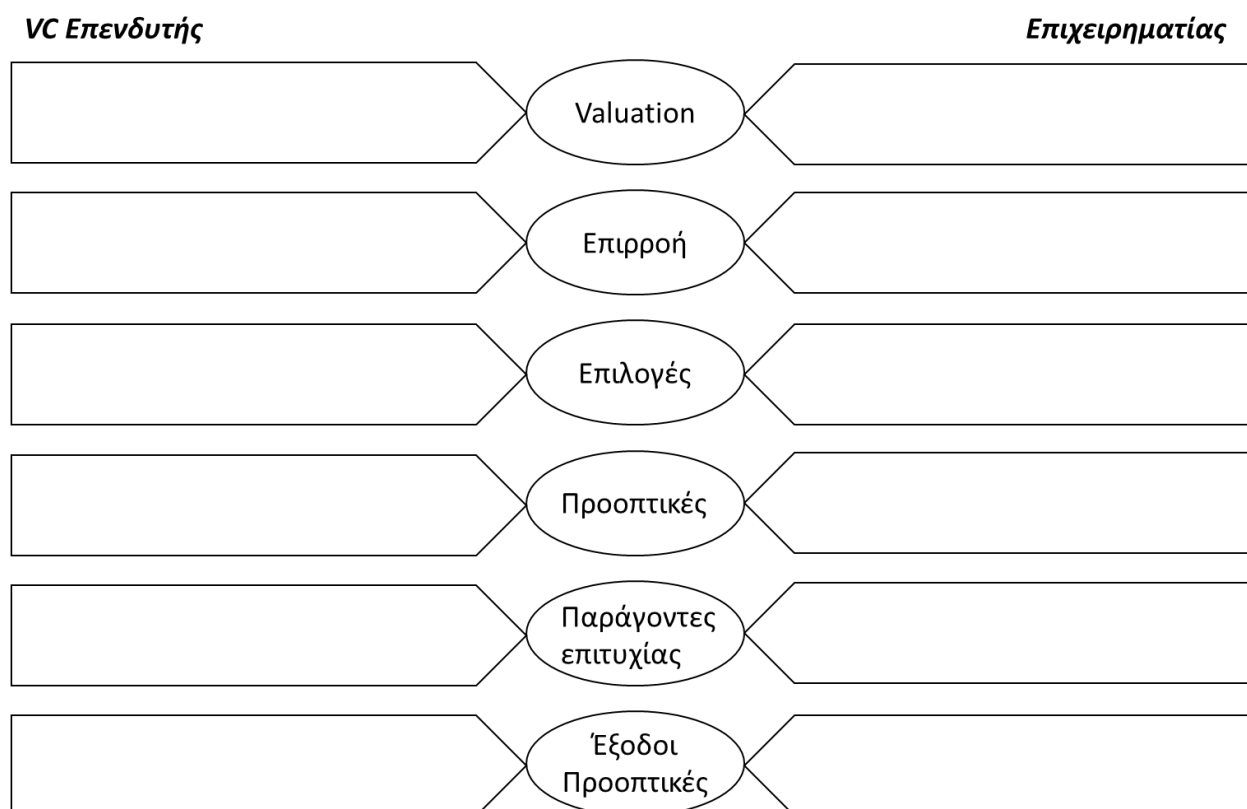 VC Επενδυτής
Επιχειρηματίας
Valuation
Επιρροή
Επιλογές
Προοπτικές
Παράγοντες
επιτυχίας
Έξοδοι
Προοπτικές